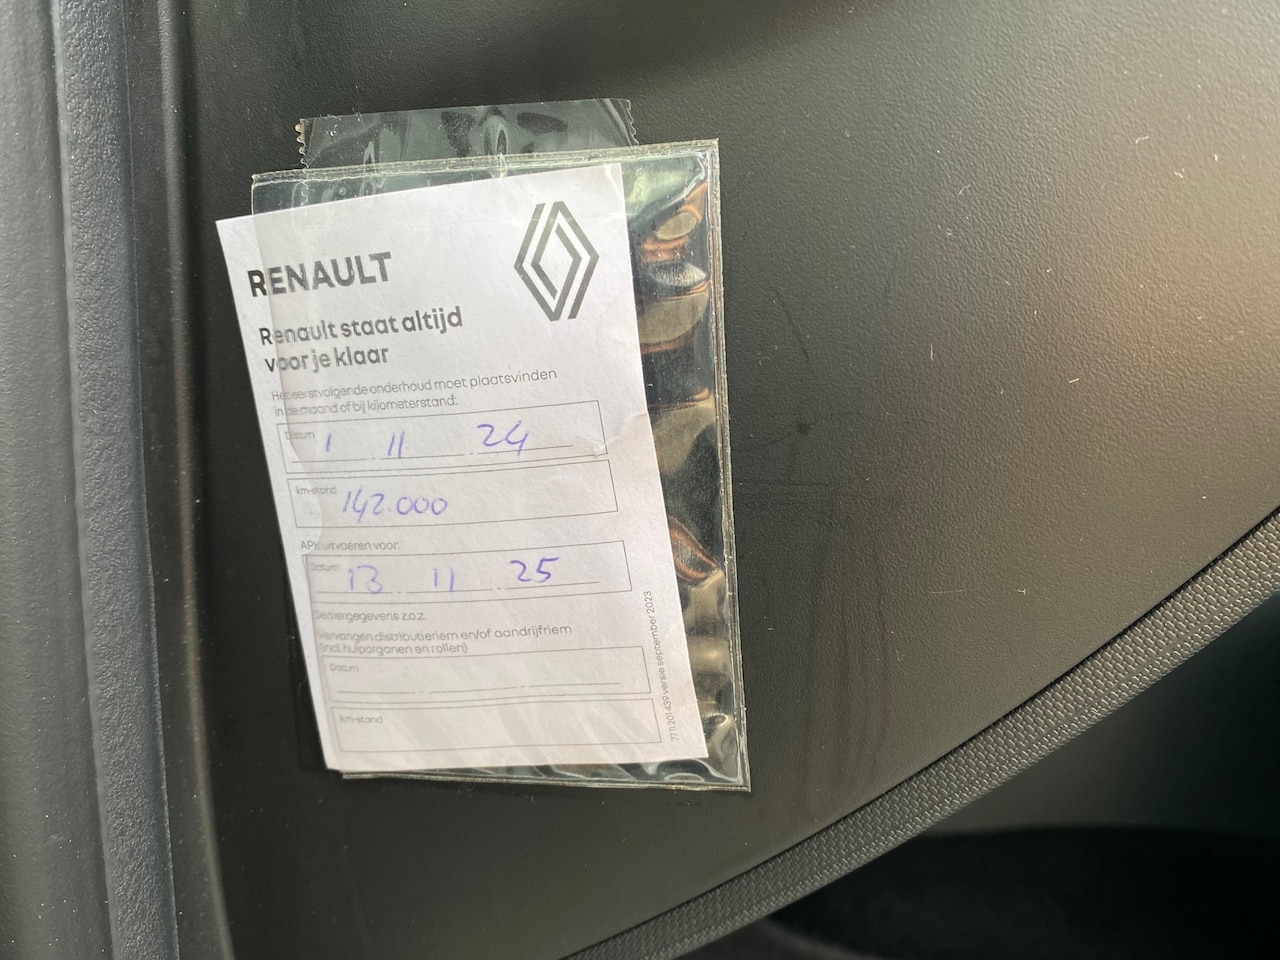 RENAULT
Renault staat altijd
voor je klaar
Het eerstvolgende onderhoud moet plaatsvinden
in de maand of bij kilometerstand:
Datum 1 11 24
km-stand 142.000
APK uitvoeren voor:
Datum 13 11 25
Dealergegevens z.o.z.
Vervangen distributieriem en/of aandrijfriem
(incl. hulporganen en rollen)
Datum
km-stand
77 11 201 439 versie september 2023